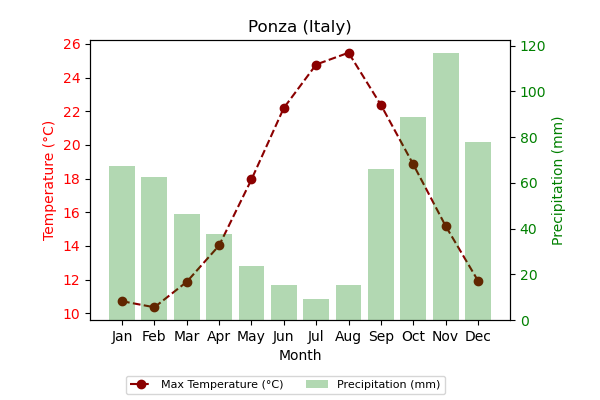 Ponza (Italy)
Temperature (°C)
26
24
22
20
18
16
14
12
10
120
100
80
60
40
20
0
Precipitation (mm)
Jan Feb Mar Apr May Jun Jul Aug Sep Oct Nov Dec
Month
Max Temperature (°C) Precipitation (mm)